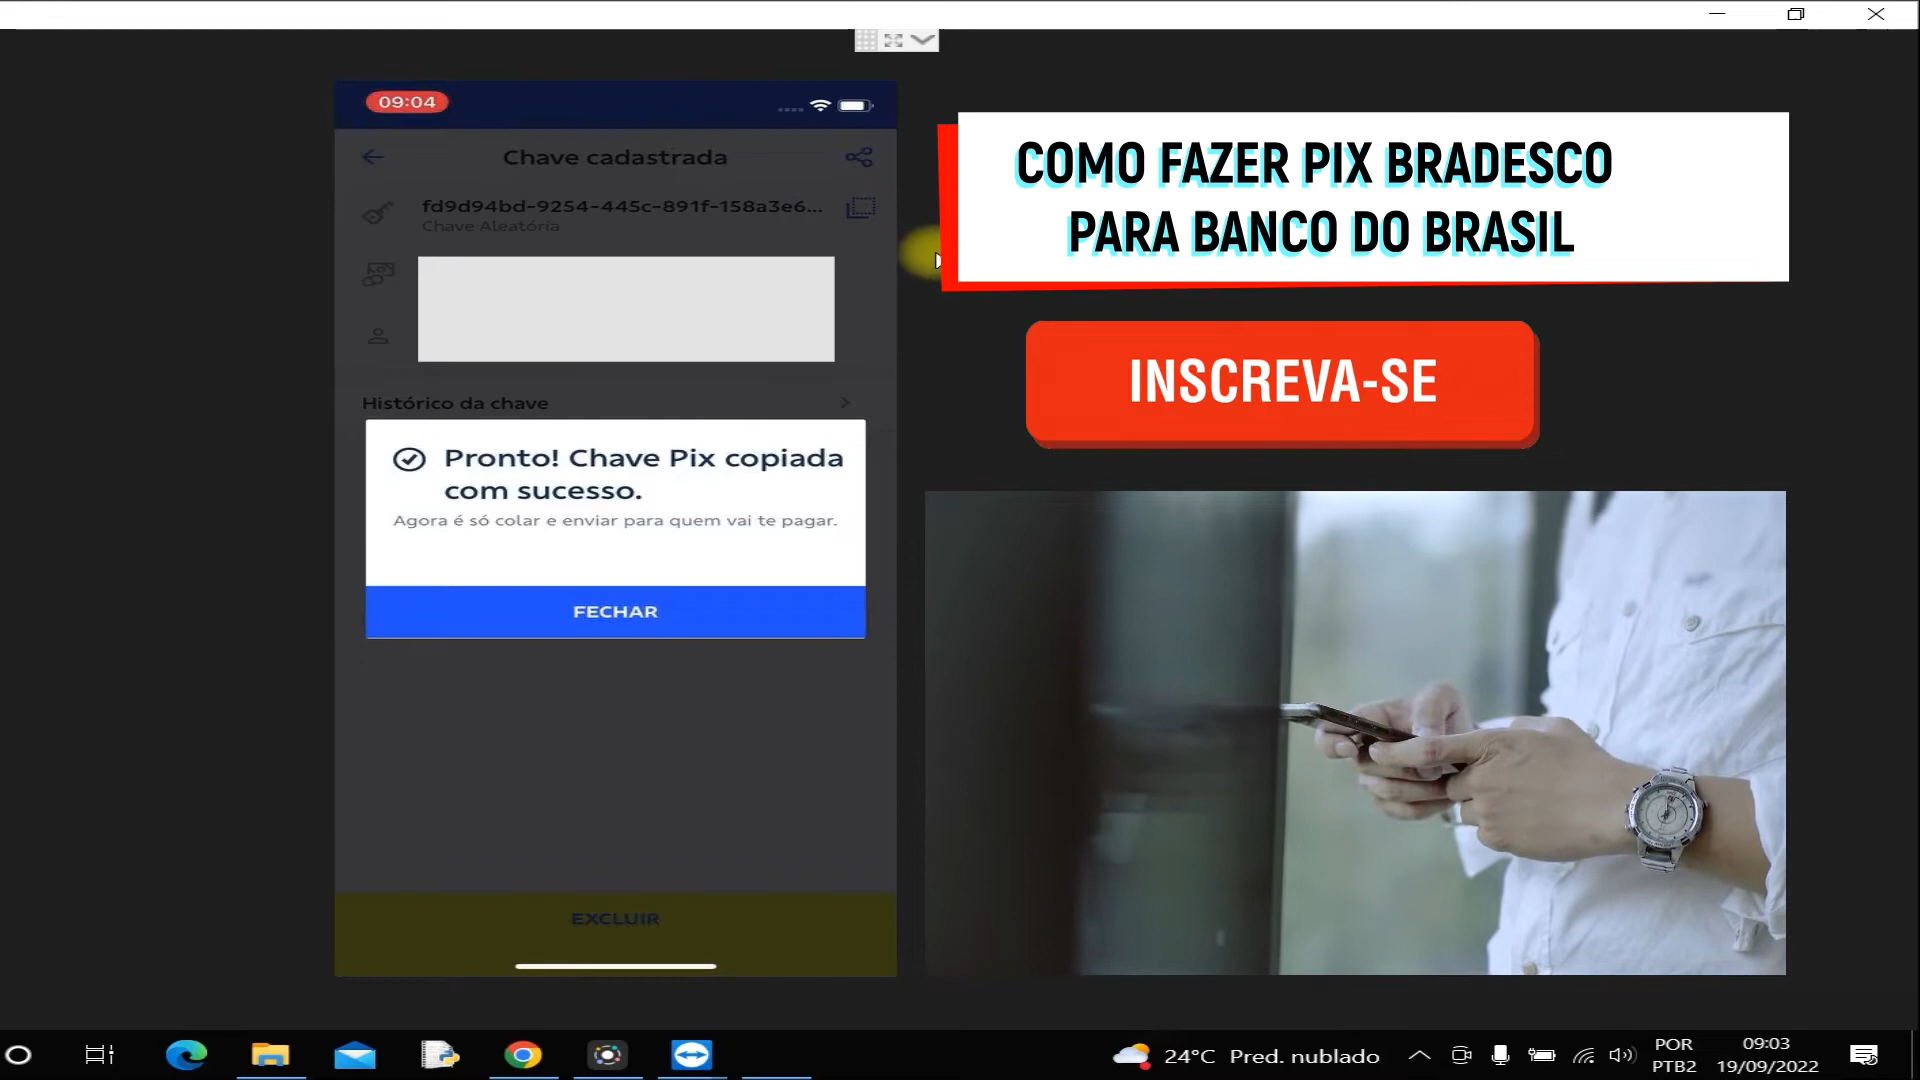 09:04
Chave cadastrada
fd9d94bd-9254-445c-891f-158a3e6...
Chave Aleatória
Histórico da chave
Pronto! Chave Pix copiada
com sucesso.
Agora é só colar e enviar para quem vai te pagar.
FECHAR
EXCLUIR
COMO FAZER PIX BRADESCO
PARA BANCO DO BRASIL
INSCREVA-SE
24°C Pred. nublado
POR
PTB2
09:03
19/09/2022